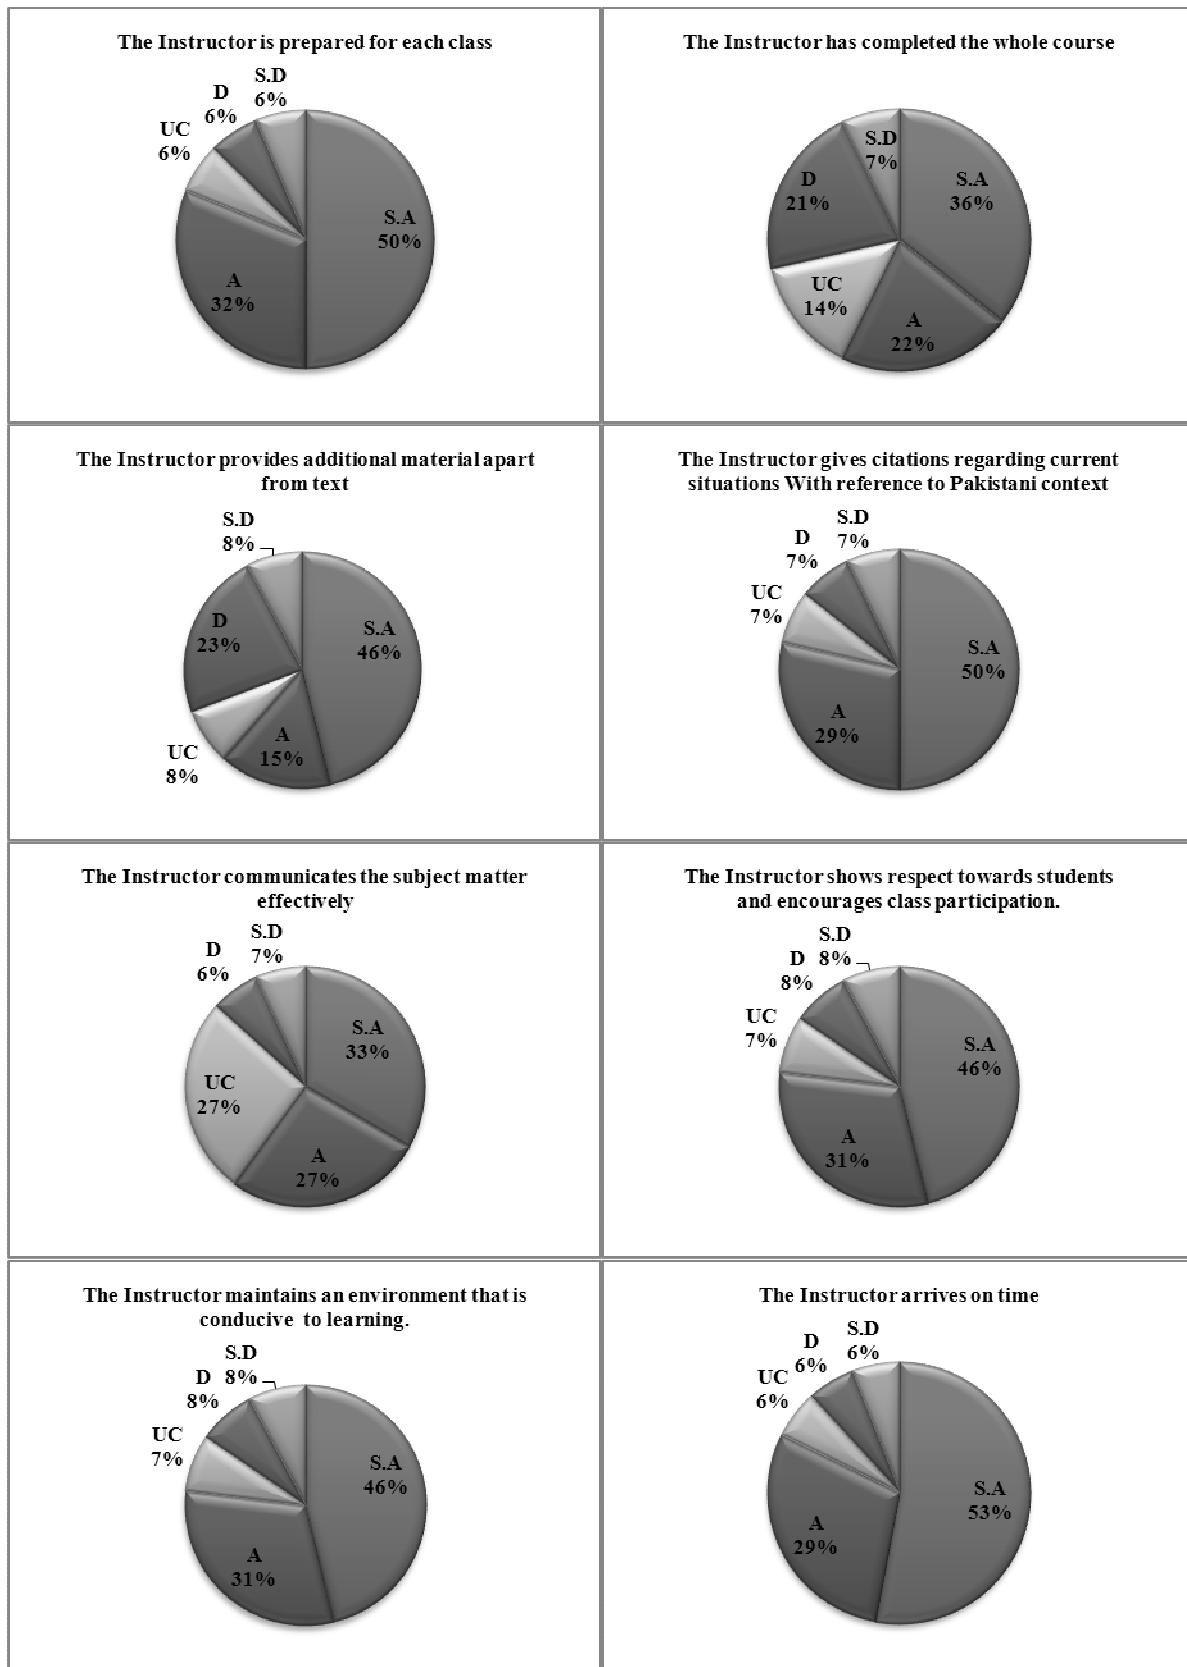 The Instructor is prepared for each class
S.D
6%
D
6%
UC
6%
S.A
50%
A
32%
The Instructor has completed the whole course
S.D
7%
D
21%
S.A
36%
UC
14%
A
22%
The Instructor provides additional material apart
from text
S.D
8%
D
23%
S.A
46%
A
15%
UC
8%
The Instructor gives citations regarding current
situations With reference to Pakistani context
S.D
7%
D
7%
UC
7%
S.A
50%
A
29%
The Instructor communicates the subject matter
effectively
S.D
7%
D
6%
S.A
33%
UC
27%
A
27%
The Instructor shows respect towards students
and encourages class participation.
S.D
8%
D
8%
UC
7%
S.A
46%
A
31%
The Instructor maintains an environment that is
conducive to learning.
S.D
8%
D
8%
UC
7%
S.A
46%
A
31%
The Instructor arrives on time
S.D
6%
D
6%
UC
6%
S.A
53%
A
29%